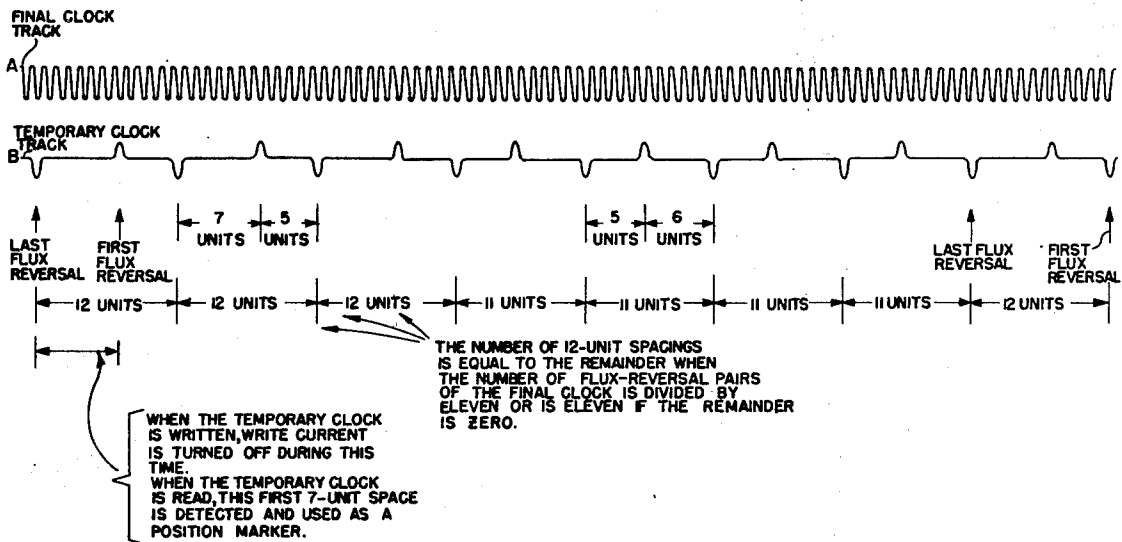 FINAL CLOCK
TRACK
A
TEMPORARY CLOCK
TRACK
B
7
UNITS
5
UNITS
5
UNITS
6
UNITS
LAST
FLUX
REVERSAL
FIRST
FLUX
REVERSAL
LAST FLUX
REVERSAL
FIRST
FLUX
REVERSAL
12 UNITS
12 UNITS
12 UNITS
11 UNITS
11 UNITS
11 UNITS
11 UNITS
12 UNITS
THE NUMBER OF 12-UNIT SPACINGS
IS EQUAL TO THE REMAINDER WHEN
THE NUMBER OF FLUX-REVERSAL PAIRS
OF THE FINAL CLOCK IS DIVIDED BY
ELEVEN OR IS ELEVEN IF THE REMAINDER
IS ZERO.
WHEN THE TEMPORARY CLOCK
IS WRITTEN, WRITE CURRENT
IS TURNED OFF DURING THIS
TIME.
WHEN THE TEMPORARY CLOCK
IS READ, THIS FIRST 7-UNIT SPACE
IS DETECTED AND USED AS A
POSITION MARKER.